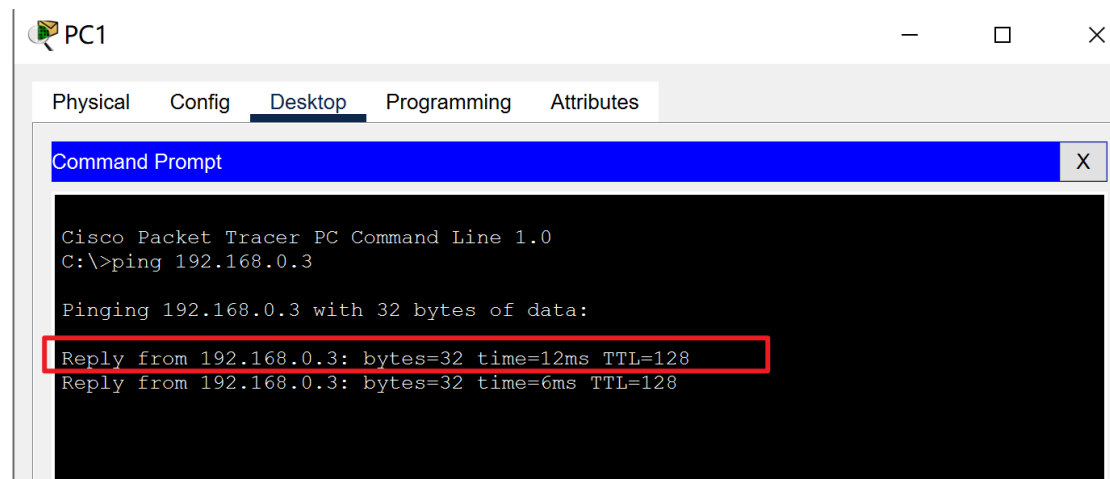 PC1
Physical Config Desktop Programming Attributes
Command Prompt X
Cisco Packet Tracer PC Command Line 1.0
C:\>ping 192.168.0.3
Pinging 192.168.0.3 with 32 bytes of data:
Reply from 192.168.0.3: bytes=32 time=12ms TTL=128
Reply from 192.168.0.3: bytes=32 time=6ms TTL=128